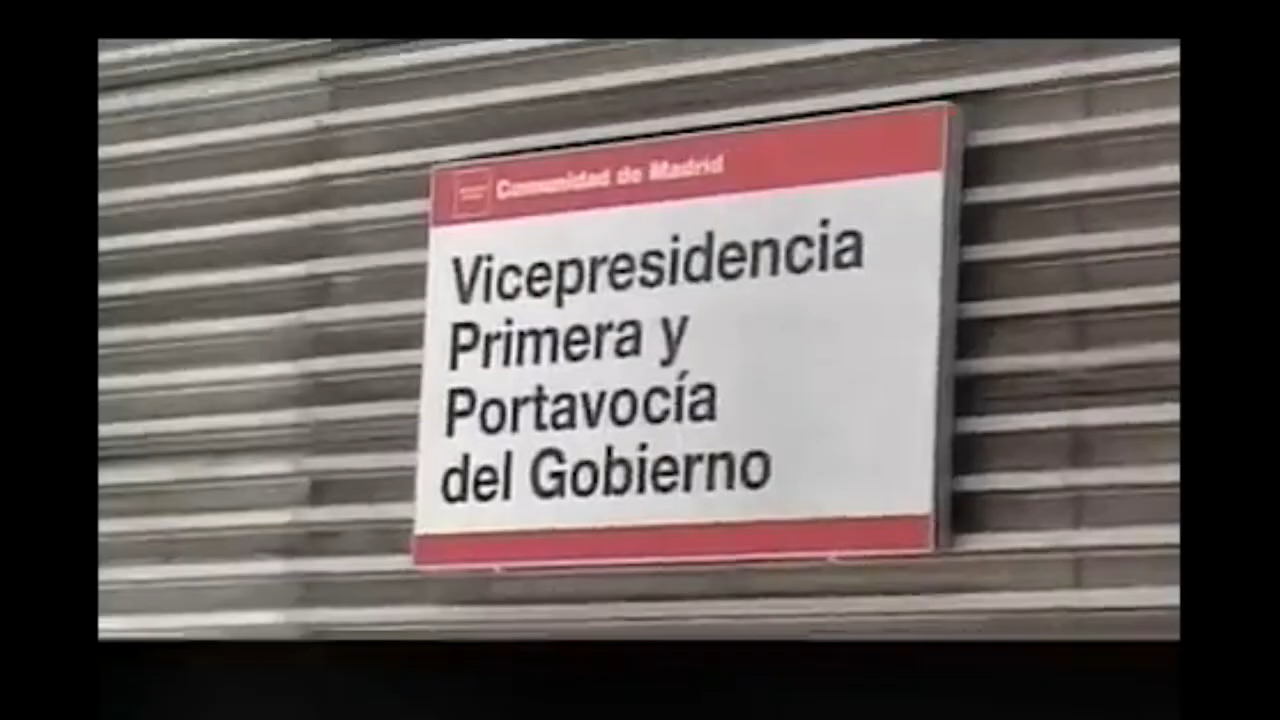 Comunidad de Madrid
Vicepresidencia
Primera y
Portavocía
del Gobierno